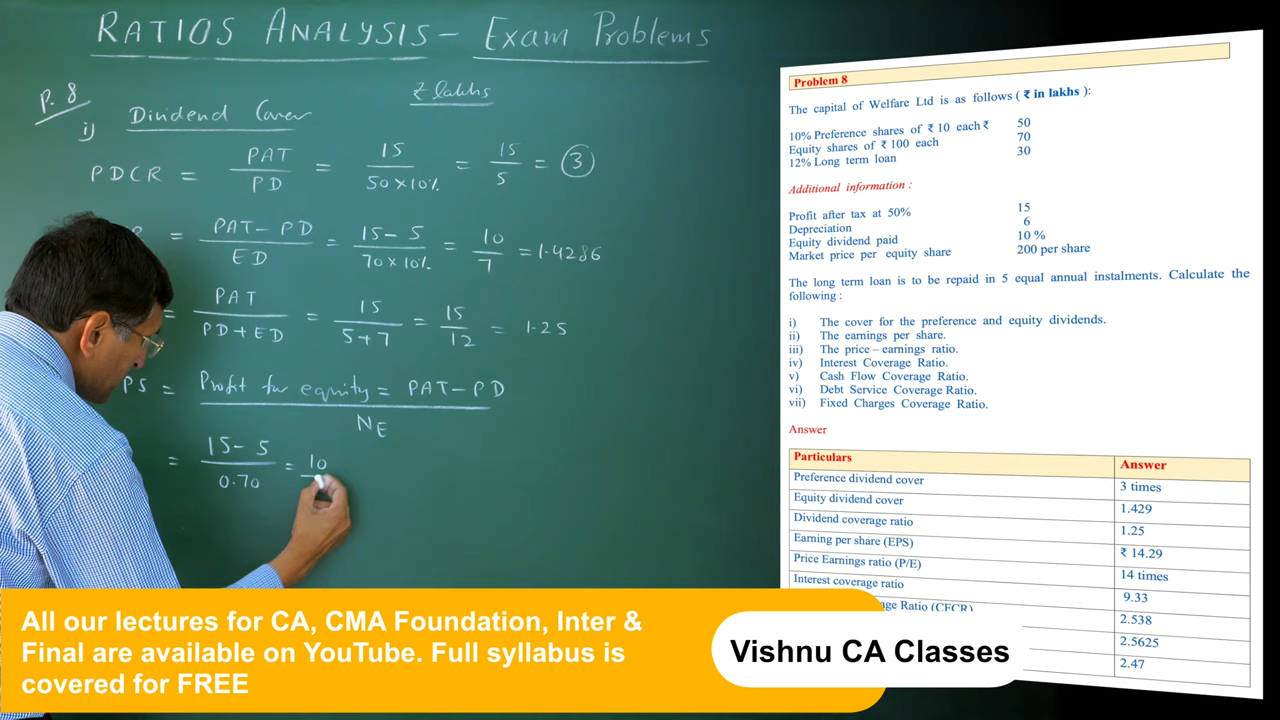 RATIOS ANALYSIS – Exam Problems
P. 8
₹ lakhs
i) Dividend Cover
PDCR = PAT / PD = 15 / 50×10% = 15 / 5 = 3
= PAT – PD / ED = 15 – 5 / 70×10% = 10 / 7 = 1.4286
= PAT / PD+ED = 15 / 5+7 = 15 / 12 = 1.25
PS = Profit for equity = PAT – PD / NE
= 15 – 5 / 0.70 = 10
Problem 8
The capital of Welfare Ltd is as follows ( ₹ in lakhs ):
10% Preference shares of ₹ 10 each ₹ 50
Equity shares of ₹ 100 each 70
12% Long term loan 30
Additional information :
Profit after tax at 50% 15
Depreciation 6
Equity dividend paid 10 %
Market price per equity share 200 per share
The long term loan is to be repaid in 5 equal annual instalments. Calculate the
following :
i) The cover for the preference and equity dividends.
ii) The earnings per share.
iii) The price – earnings ratio.
iv) Interest Coverage Ratio.
v) Cash Flow Coverage Ratio.
vi) Debt Service Coverage Ratio.
vii) Fixed Charges Coverage Ratio.
Answer
Particulars Answer
Preference dividend cover 3 times
Equity dividend cover 1.429
Dividend coverage ratio 1.25
Earning per share (EPS) ₹ 14.29
Price Earnings ratio (P/E) 14 times
Interest coverage ratio 9.33
Ratio (CFCR) 2.538
2.5625
2.47
All our lectures for CA, CMA Foundation, Inter &
Final are available on YouTube. Full syllabus is
covered for FREE
Vishnu CA Classes